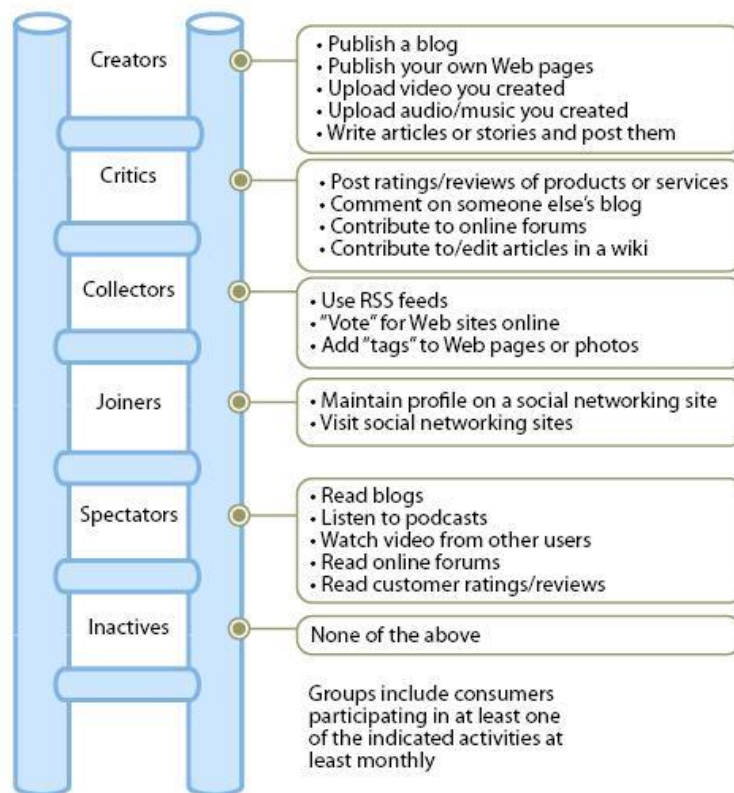 Creators
• Publish a blog
• Publish your own Web pages
• Upload video you created
• Upload audio/music you created
• Write articles or stories and post them
Critics
• Post ratings/reviews of products or services
• Comment on someone else’s blog
• Contribute to online forums
• Contribute to/edit articles in a wiki
Collectors
• Use RSS feeds
• “Vote” for Web sites online
• Add “tags” to Web pages or photos
Joiners
• Maintain profile on a social networking site
• Visit social networking sites
Spectators
• Read blogs
• Listen to podcasts
• Watch video from other users
• Read online forums
• Read customer ratings/reviews
Inactives
None of the above
Groups include consumers
participating in at least one
of the indicated activities at
least monthly